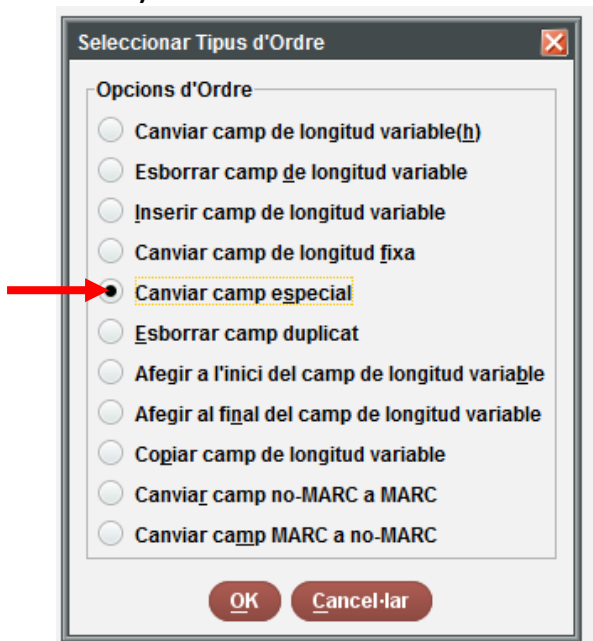 Seleccionar Tipus d'Ordre
Opcions d'Ordre
Canviar camp de longitud variable(h)
Esborrar camp de longitud variable
Inserir camp de longitud variable
Canviar camp de longitud fixa
Canviar camp especial
Esborrar camp duplicat
Afegir a l'inici del camp de longitud variable
Afegir al final del camp de longitud variable
Copiar camp de longitud variable
Canviar camp no-MARC a MARC
Canviar camp MARC a no-MARC
OK Cancel·lar